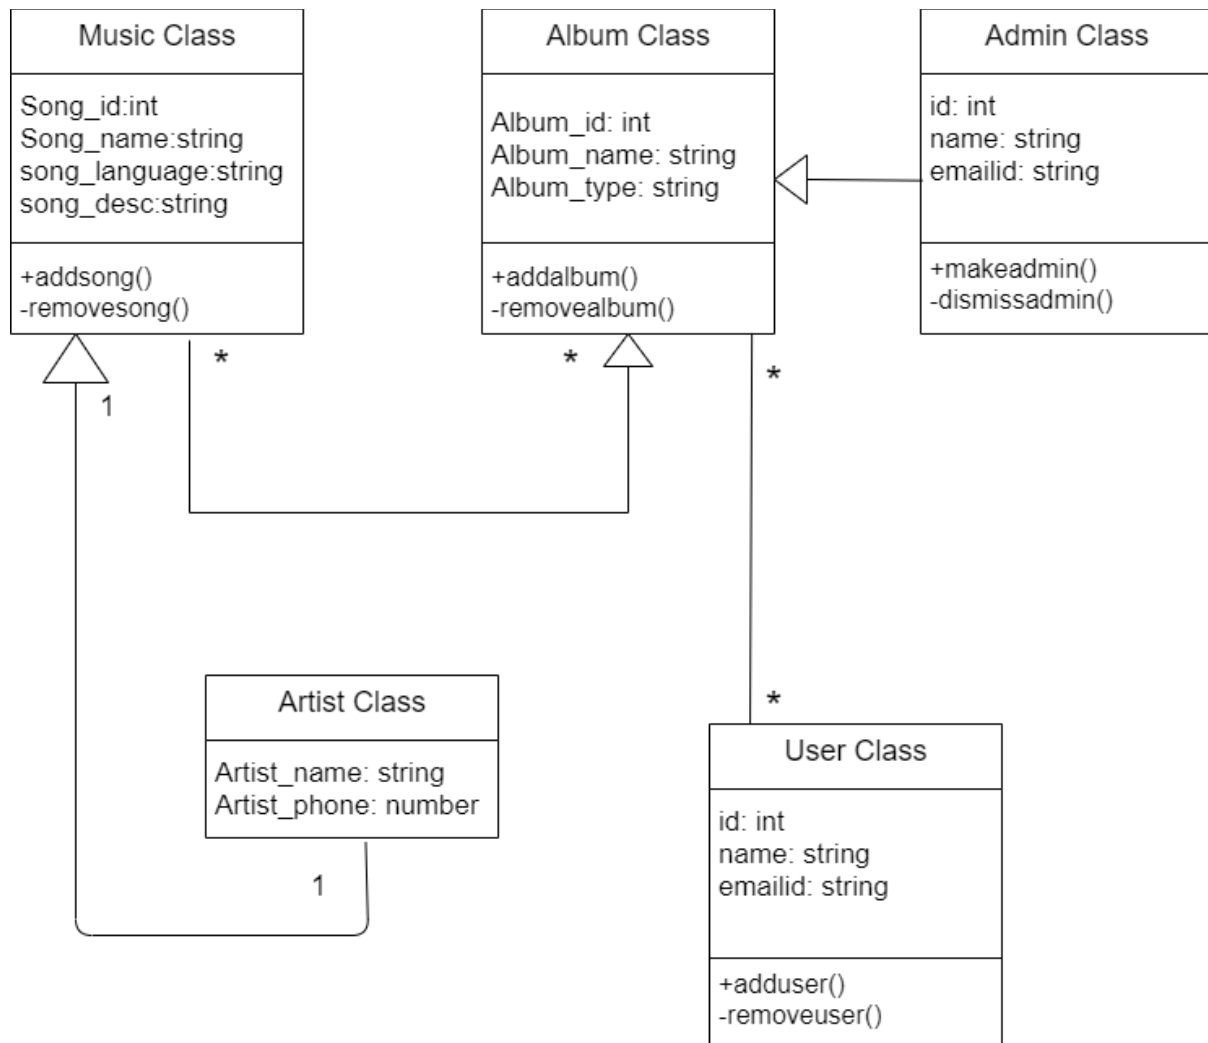 Music Class
Song_id:int
Song_name:string
song_language:string
song_desc:string
+addsong()
-removesong()
Album Class
Album_id: int
Album_name: string
Album_type: string
+addalbum()
-removealbum()
Admin Class
id: int
name: string
emailid: string
+makeadmin()
-dismissadmin()
*
*
*
1
Artist Class
Artist_name: string
Artist_phone: number
1
*
User Class
id: int
name: string
emailid: string
+adduser()
-removeuser()